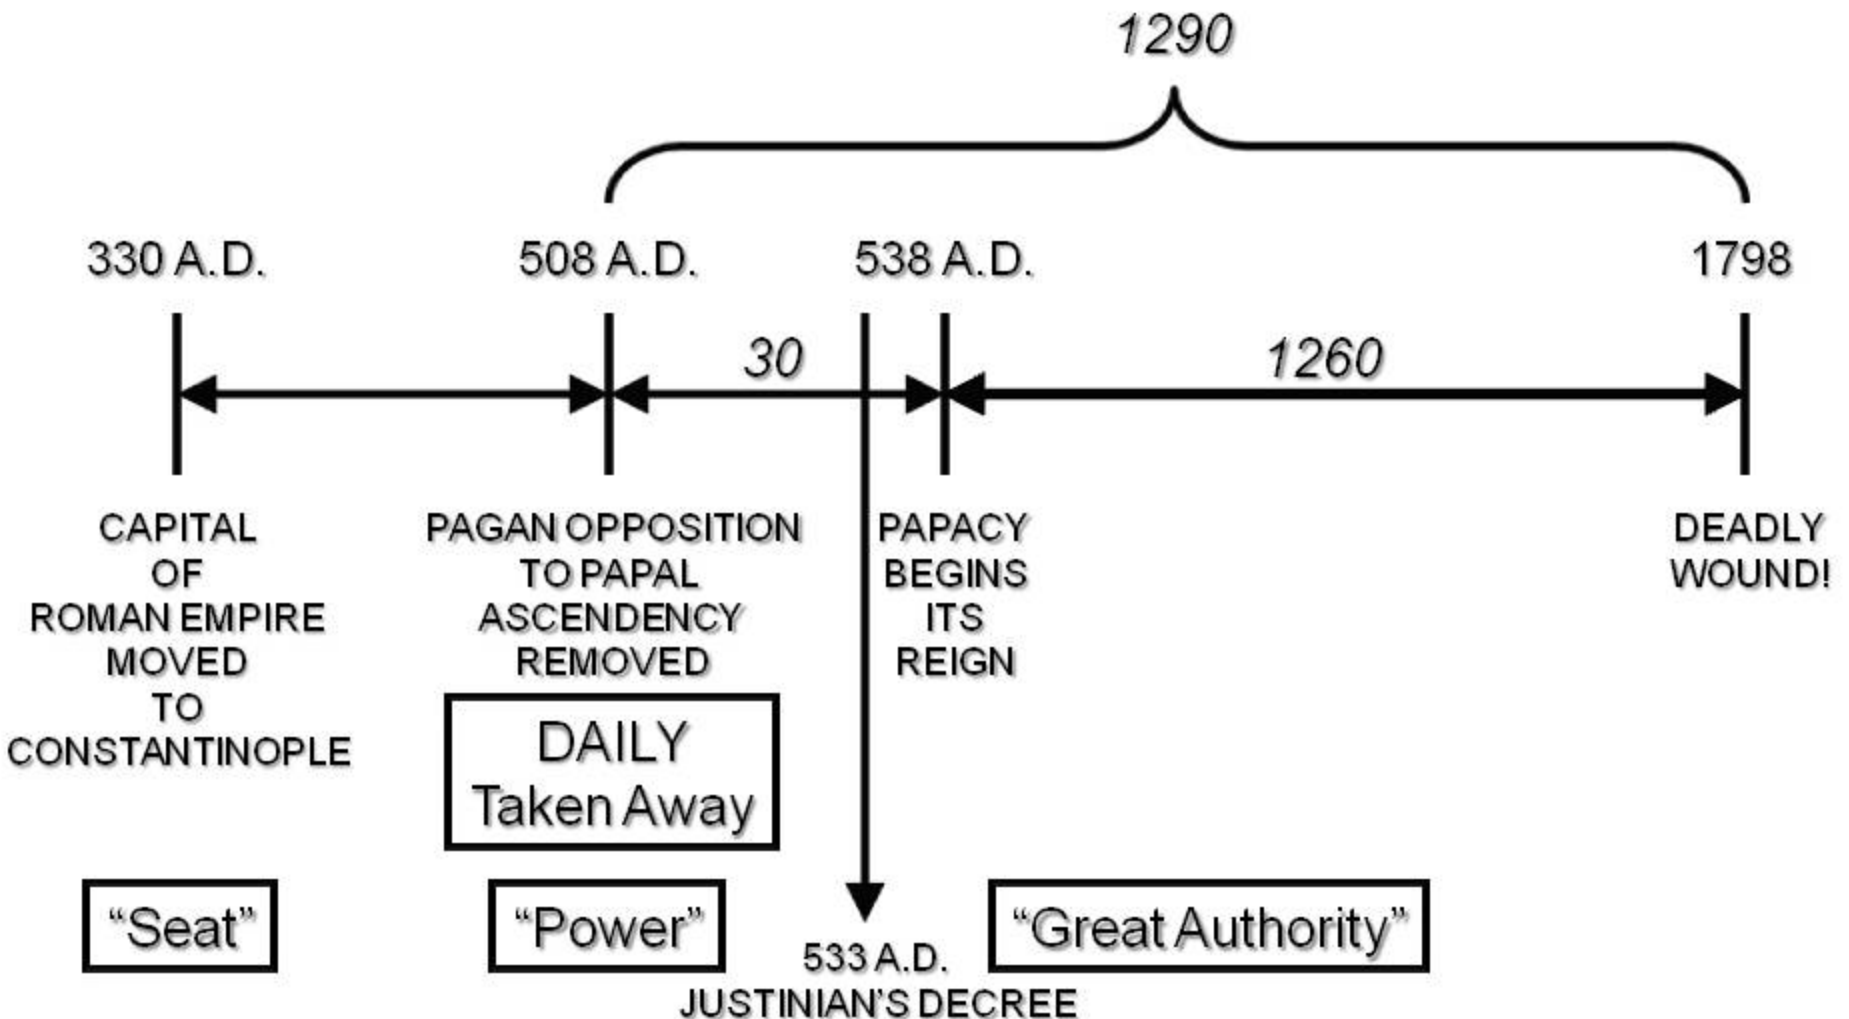 1290
330 A.D.
508 A.D.
538 A.D.
1798
30
1260
CAPITAL
OF
ROMAN EMPIRE
MOVED
TO
CONSTANTINOPLE
PAGAN OPPOSITION
TO PAPAL
ASCENDENCY
REMOVED
DAILY
Taken Away
PAPACY
BEGINS
ITS
REIGN
DEADLY
WOUND!
“Seat”
“Power”
533 A.D.
JUSTINIAN’S DECREE
“Great Authority”